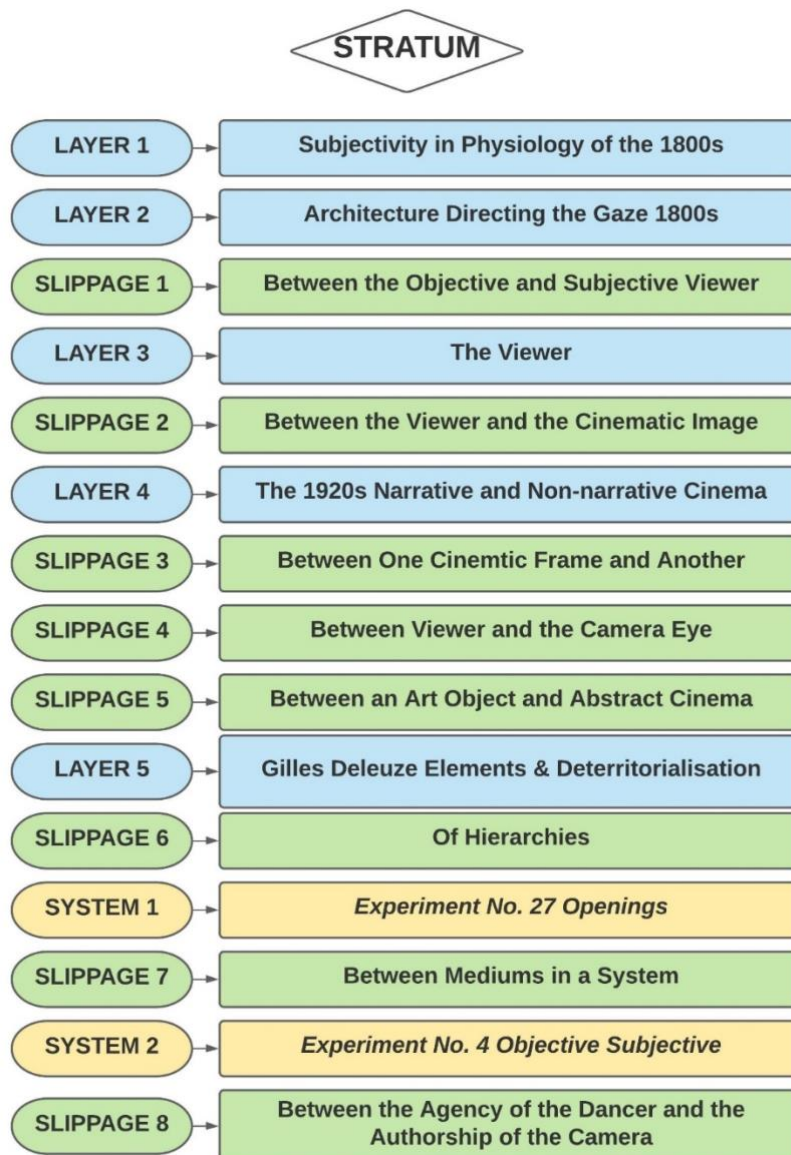 STRATUM
LAYER 1
Subjectivity in Physiology of the 1800s
LAYER 2
Architecture Directing the Gaze 1800s
SLIPPAGE 1
Between the Objective and Subjective Viewer
LAYER 3
The Viewer
SLIPPAGE 2
Between the Viewer and the Cinematic Image
LAYER 4
The 1920s Narrative and Non-narrative Cinema
SLIPPAGE 3
Between One Cinemtic Frame and Another
SLIPPAGE 4
Between Viewer and the Camera Eye
SLIPPAGE 5
Between an Art Object and Abstract Cinema
LAYER 5
Gilles Deleuze Elements & Deterritorialisation
SLIPPAGE 6
Of Hierarchies
SYSTEM 1
Experiment No. 27 Openings
SLIPPAGE 7
Between Mediums in a System
SYSTEM 2
Experiment No. 4 Objective Subjective
SLIPPAGE 8
Between the Agency of the Dancer and the
Authorship of the Camera